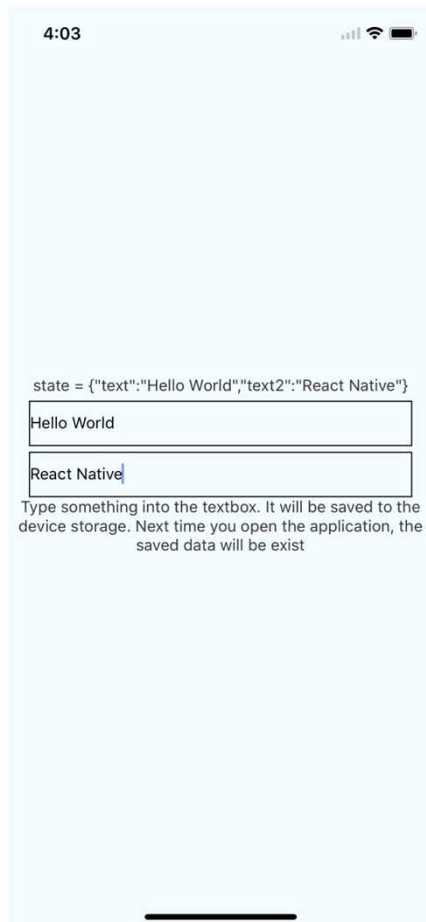 4:03
state = {"text":"Hello World","text2":"React Native"}
Hello World
React Native
Type something into the textbox. It will be saved to the
device storage. Next time you open the application, the
saved data will be exist